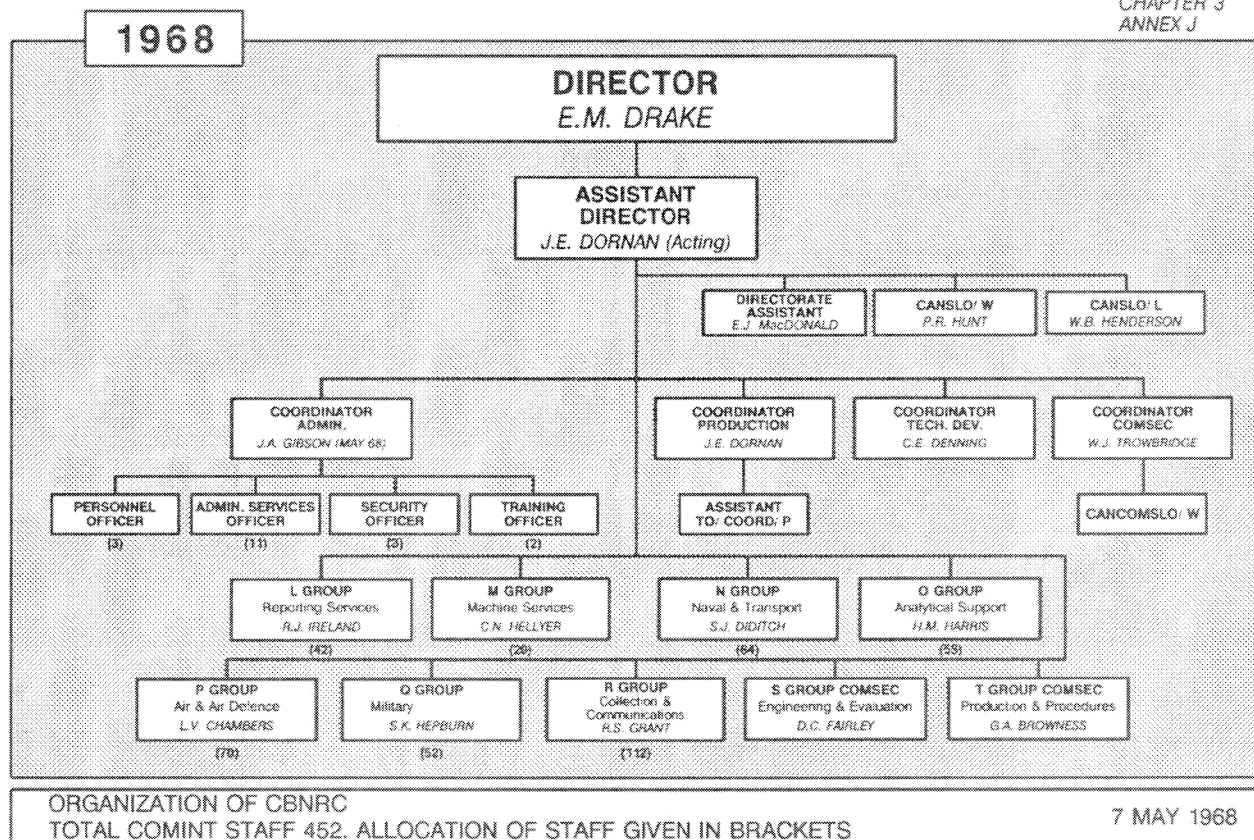 CHAPTER 3
ANNEX J
1968
DIRECTOR
E.M. DRAKE
ASSISTANT
DIRECTOR
J.E. DORNAN (Acting)
DIRECTORATE
ASSISTANT
E.J. MacDONALD
CANSLO/ W
P.R. HUNT
CANSLO/ L
W.B. HENDERSON
COORDINATOR
ADMIN.
J.A. GIBSON (MAY 68)
COORDINATOR
PRODUCTION
J.E. DORNAN
COORDINATOR
TECH. DEV.
C.E. DENNING
COORDINATOR
COMSEC
W.J. TROWBRIDGE
PERSONNEL
OFFICER
(3)
ADMIN. SERVICES
OFFICER
(11)
SECURITY
OFFICER
(3)
TRAINING
OFFICER
(2)
ASSISTANT
TO/ COORD/ P
CANCOMSLO/ W
L GROUP
Reporting Services
R.J. IRELAND
(42)
M GROUP
Machine Services
C.N. HELLYER
(20)
N GROUP
Naval & Transport
S.J. DIDITCH
(64)
O GROUP
Analytical Support
H.M. HARRIS
P GROUP
Air & Air Defence
L.V. CHAMBERS
(70)
Q GROUP
Military
S.K. HEPBURN
(52)
R GROUP
Collection &
Communications
R.S. GRANT
(112)
S GROUP COMSEC
Engineering & Evaluation
D.C. FAIRLEY
T GROUP COMSEC
Production & Procedures
G.A. BROWNESS
ORGANIZATION OF CBNRC
TOTAL COMINT STAFF 452. ALLOCATION OF STAFF GIVEN IN BRACKETS
7 MAY 1968